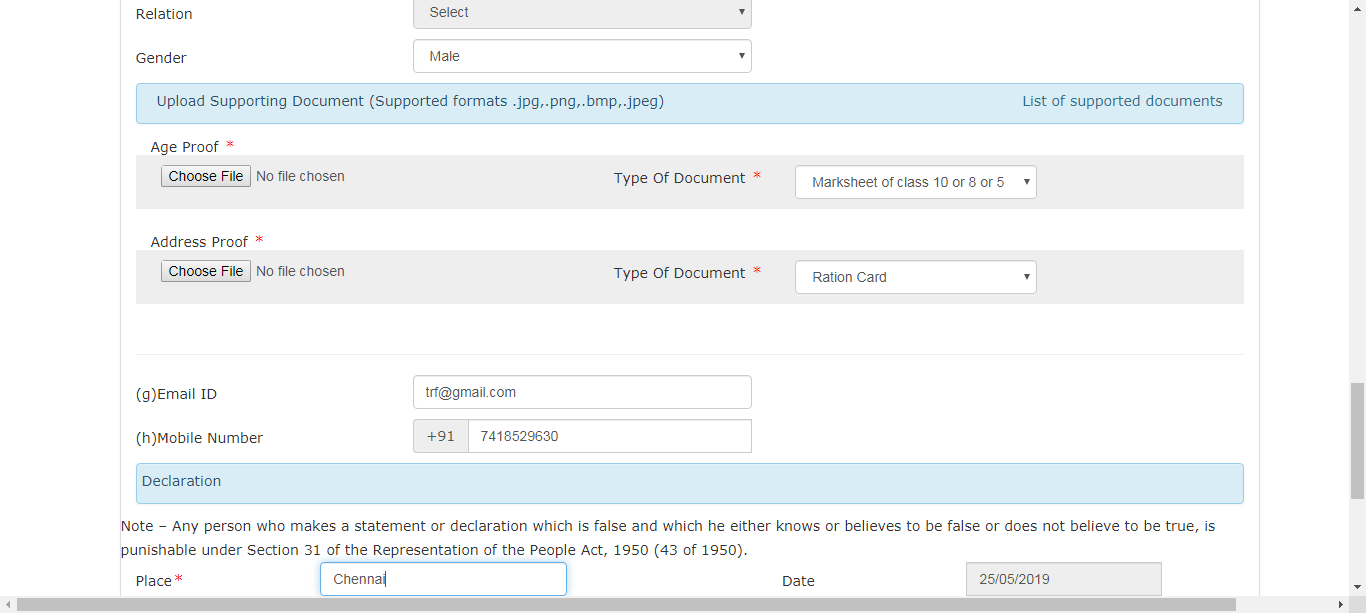 Relation Select
Gender Male
Upload Supporting Document (Supported formats .jpg,.png,.bmp,.jpeg) List of supported documents
Age Proof *
Choose File No file chosen Type Of Document * Marksheet of class 10 or 8 or 5
Address Proof *
Choose File No file chosen Type Of Document * Ration Card
(g)Email ID trf@gmail.com
(h)Mobile Number +91 7418529630
Declaration
Note – Any person who makes a statement or declaration which is false and which he either knows or believes to be false or does not believe to be true, is
punishable under Section 31 of the Representation of the People Act, 1950 (43 of 1950).
Place* Chennai Date 25/05/2019